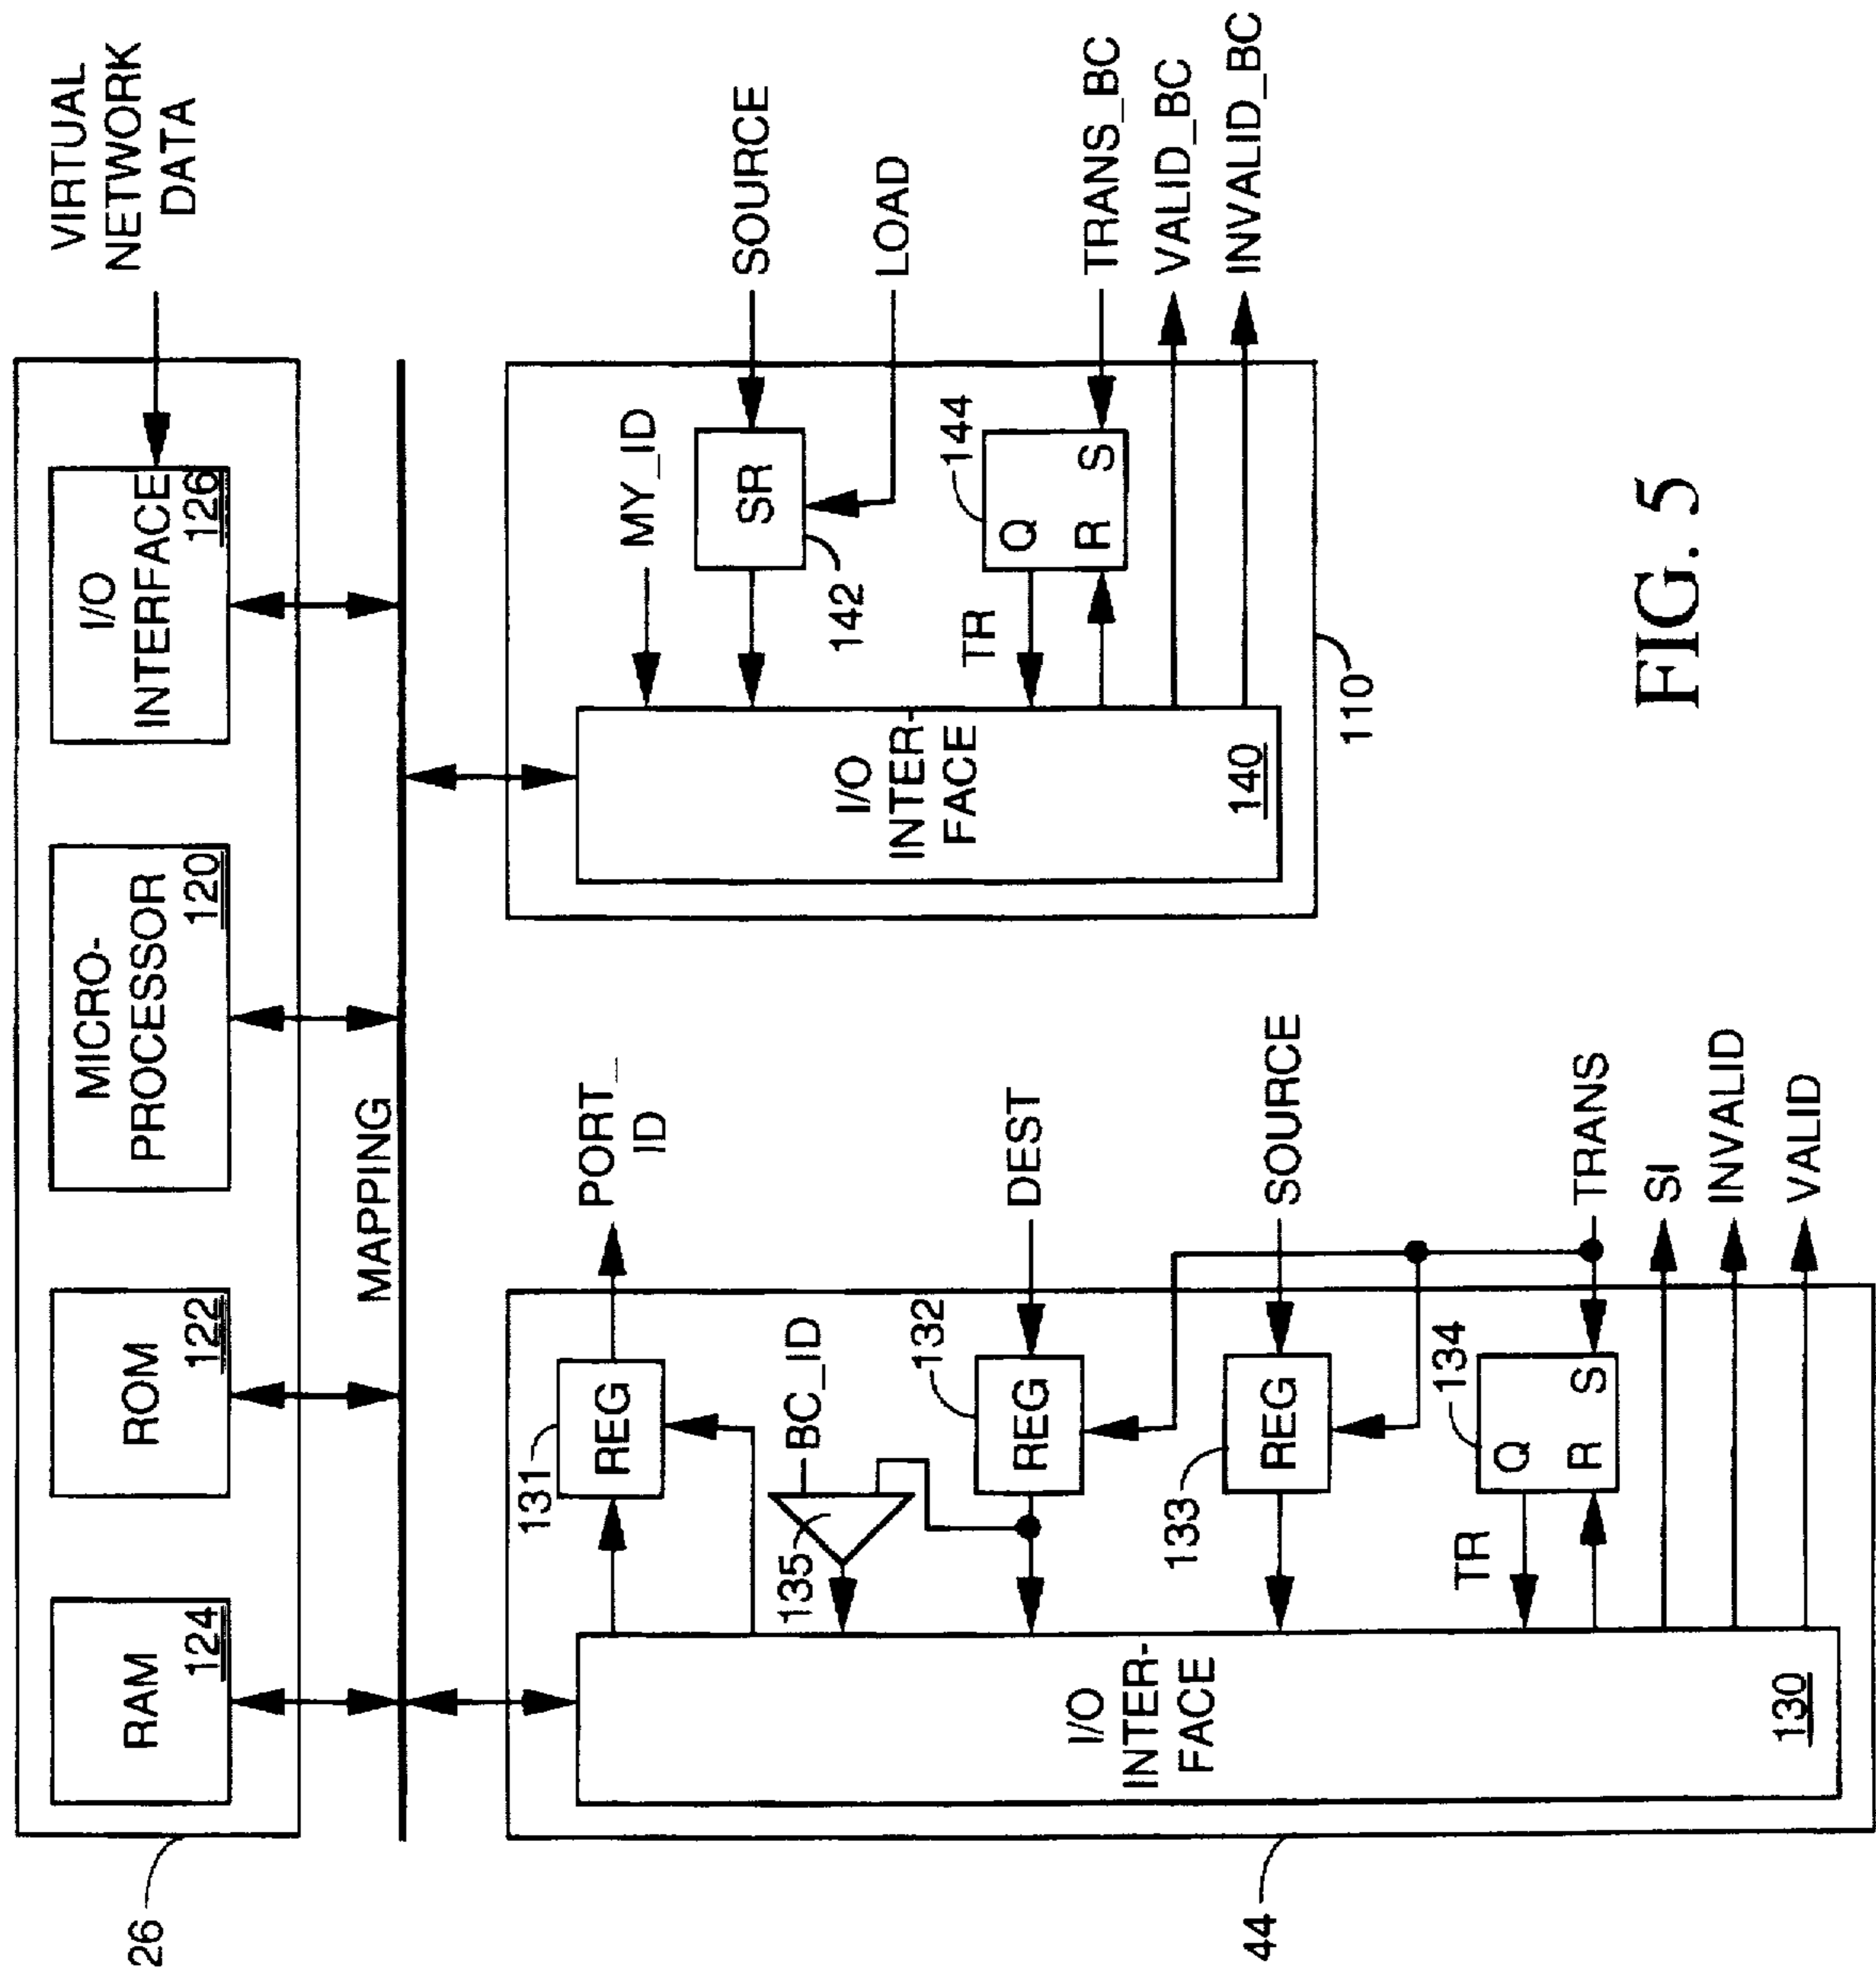 VIRTUAL
NETWORK
DATA
RAM
124
ROM
122
MICRO-
PROCESSOR
120
I/O
INTERFACE
126
26
MAPPING
131
REG
PORT_
ID
135
BC_ID
132
REG
DEST
133
REG
SOURCE
134
Q
R S
TR
TRANS
SI
INVALID
VALID
I/O
INTER-
FACE
130
44
MY_ID
SR
142
SOURCE
LOAD
144
Q
R S
TR
TRANS_BC
VALID_BC
INVALID_BC
I/O
INTER-
FACE
140
110
FIG. 5